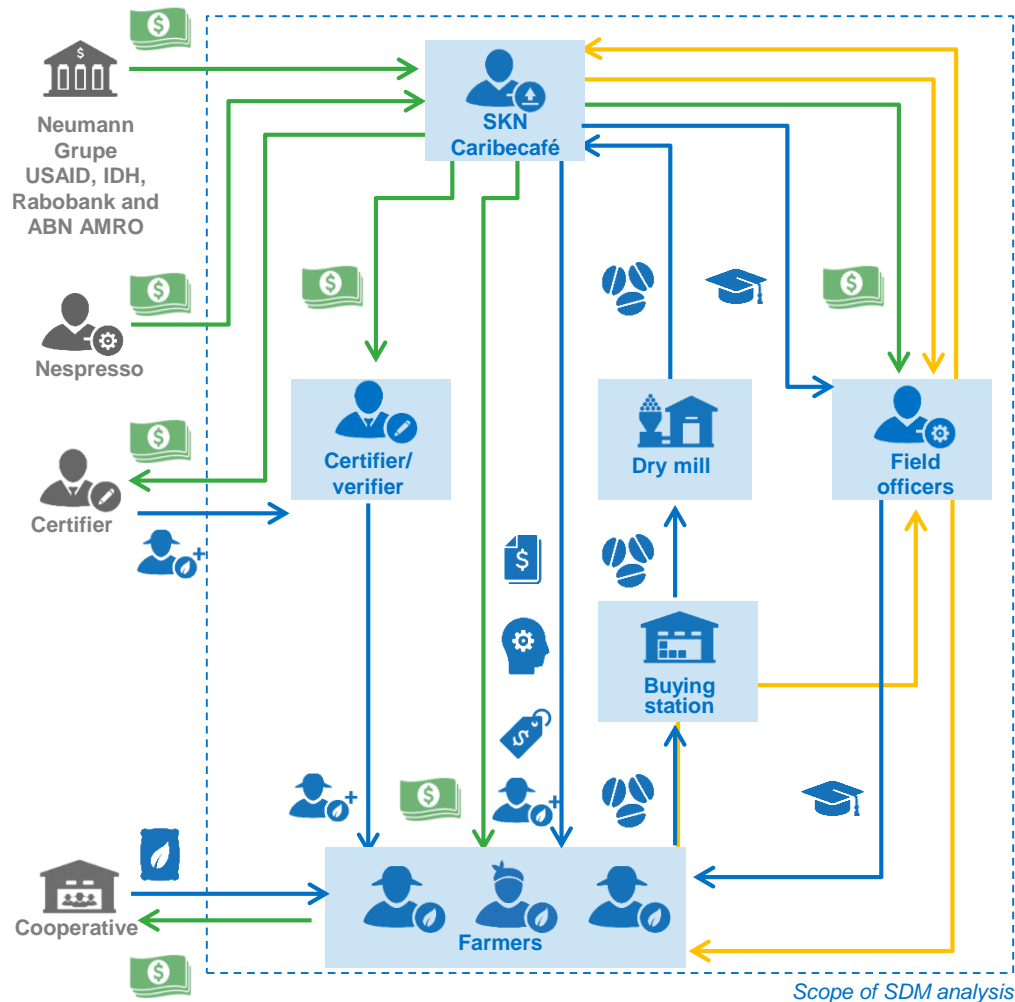 SKN
Caribecafé
Neumann
Grupe
USAID, IDH,
Rabobank and
ABN AMRO
Nespresso
Certifier/
verifier
Dry mill
Field
officers
Certifier
Buying
station
Cooperative
Farmers
Scope of SDM analysis